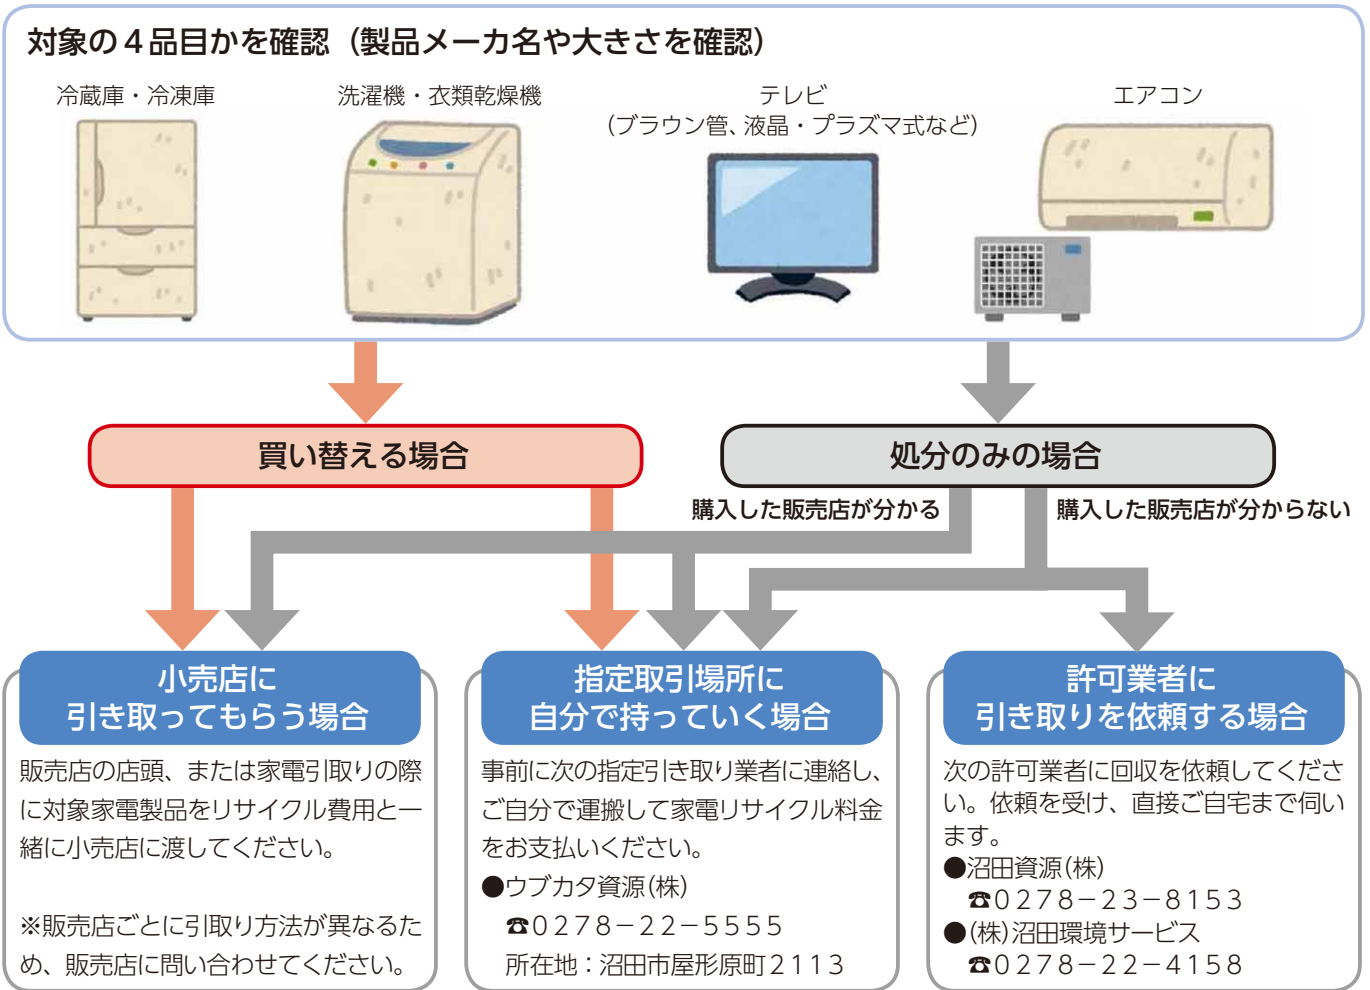 対象の４品目かを確認（製品メーカ名や大きさを確認）
冷蔵庫・冷凍庫
洗濯機・衣類乾燥機
テレビ
（ブラウン管、液晶・プラズマ式など）
エアコン
買い替える場合
処分のみの場合
購入した販売店が分かる
購入した販売店が分からない
小売店に
引き取ってもらう場合
販売店の店頭、または家電引取りの際
に対象家電製品をリサイクル費用と一
緒に小売店に渡してください。
※販売店ごとに引取り方法が異なるた
め、販売店に問い合わせてください。
指定取引場所に
自分で持っていく場合
事前に次の指定引き取り業者に連絡し、
ご自分で運搬して家電リサイクル料金
をお支払いください。
●ウブカタ資源（株）
☎０２７８－２２－５５５５
所在地：沼田市屋形原町２１１３
許可業者に
引き取りを依頼する場合
次の許可業者に回収を依頼してくださ
い。依頼を受け、直接ご自宅まで伺い
ます。
●沼田資源（株）
☎０２７８－２３－８１５３
●（株）沼田環境サービス
☎０２７８－２２－４１５８